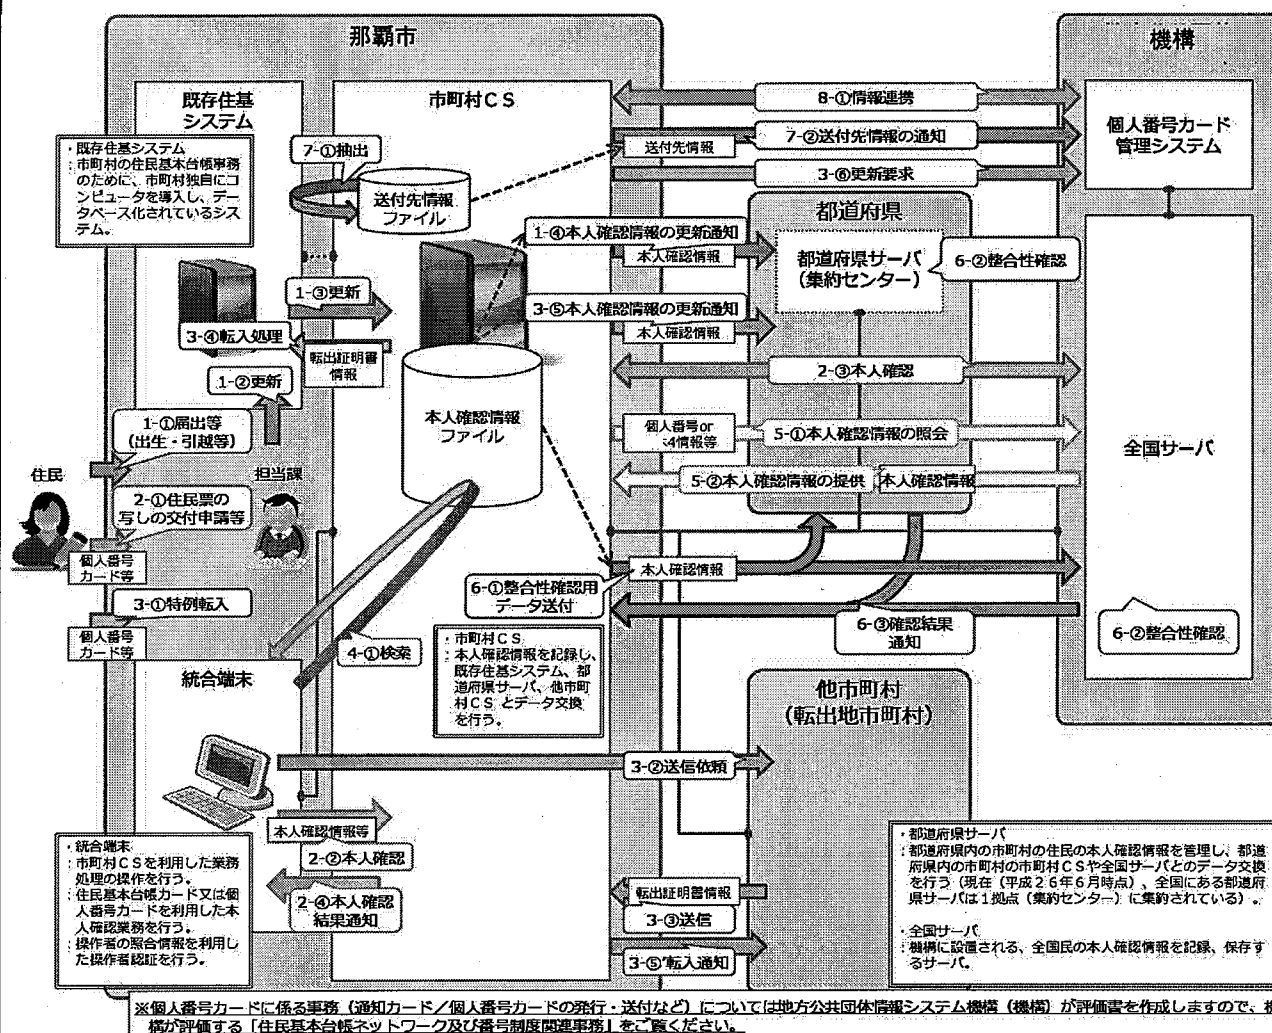 那覇市
機構
既存住基
システム
市町村ＣＳ
8-①情報連携
個人番号カード
管理システム
7-②送付先情報の通知
送付先情報
3-⑥更新要求
・既存住基システム
：市町村の住民基本台帳事務
のために、市町村独自にコ
ンピュータを導入し、デー
タベース化されているシス
テム。
7-①抽出
送付先情報
ファイル
都道府県
1-④本人確認情報の更新通知
本人確認情報
都道府県サーバ
（集約センター）
6-②整合性確認
1-③更新
3-⑤本人確認情報の更新通知
本人確認情報
3-④転入処理
転出証明書
情報
1-②更新
2-③本人確認
本人確認情報
ファイル
1-①届出等
（出生・引越等）
個人番号or
4情報等
5-①本人確認情報の照会
全国サーバ
住民
担当課
5-②本人確認情報の提供
本人確認情報
2-①住民票の
写しの交付申請等
個人番号
カード等
本人確認情報
6-①整合性確認用
データ送付
3-①特例転入
個人番号
カード等
6-③確認結果
通知
6-②整合性確認
4-①検索
・市町村ＣＳ
：本人確認情報を記録し、
既存住基システム、都
道府県サーバ、他市町
村ＣＳとデータ交換
を行う。
統合端末
他市町村
（転出地市町村）
3-②送信依頼
本人確認情報等
2-②本人確認
・統合端末
：市町村ＣＳを利用した業務
処理の操作を行う。
：住民基本台帳カード又は個
人番号カードを利用した本
人確認業務を行う。
：操作者の照合情報を利用し
た操作者認証を行う。
2-④本人確認
結果通知
転出証明書情報
3-③送信
3-⑤’転入通知
・都道府県サーバ
：都道府県内の市町村の住民の本人確認情報を管理し、都道
府県内の市町村の市町村ＣＳや全国サーバとのデータ交換
を行う（現在（平成２６年６月時点）、全国にある都道府
県サーバは１拠点（集約センター）に集約されている）。
・全国サーバ
：機構に設置される、全国民の本人確認情報を記録、保存す
るサーバ。
※個人番号カードに係る事務（通知カード／個人番号カードの発行・送付など）については地方公共団体情報システム機構（機構）が評価書を作成しますので、機
構が評価する「住民基本台帳ネットワーク及び番号制度関連事務」をご覧ください。